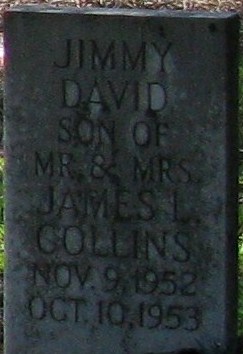 JIMMY
DAVID
SON OF
MR. & MRS.
JAMES L.
COLLINS
NOV. 9, 1952
OCT. 10, 1953